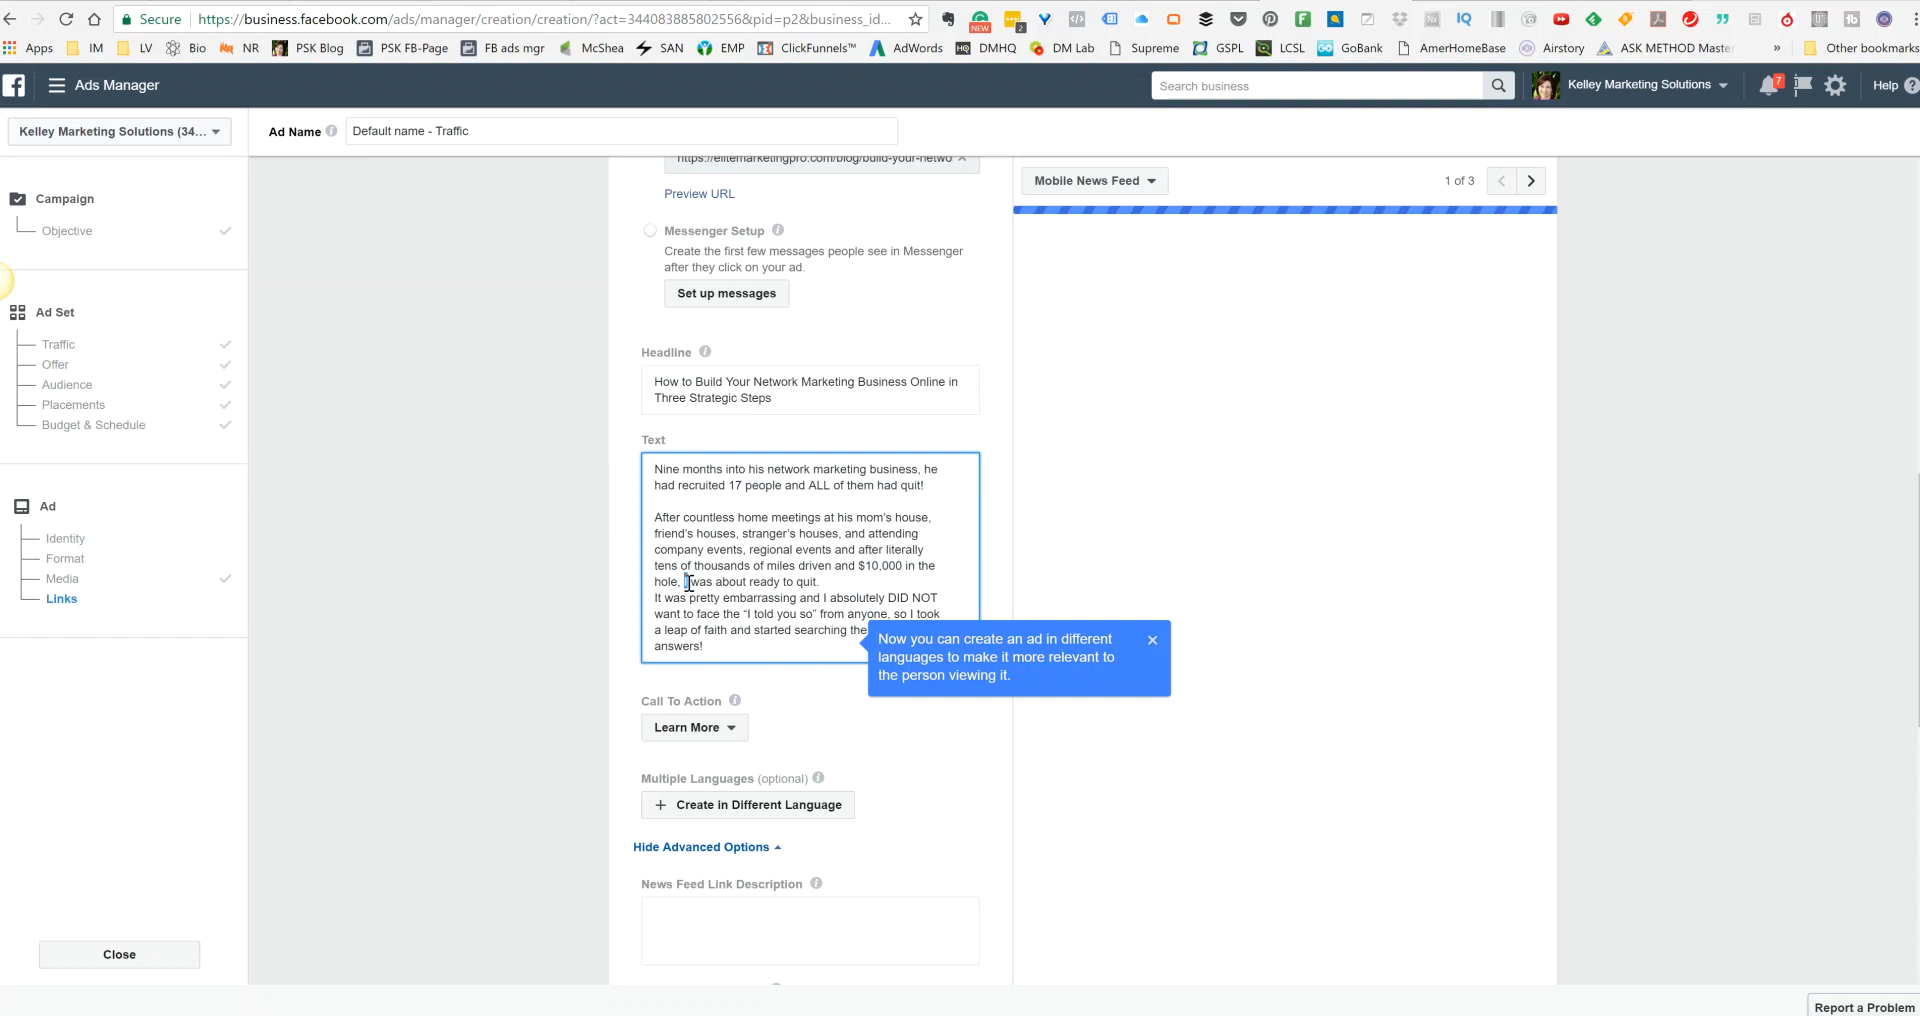 Secure
https://business.facebook.com/ads/manager/creation/creation/?act=344083885802556&pid=p2&business_id...
NEW
2
IQ
Apps
IM
LV
Bio
NR
PSK Blog
PSK FB-Page
FB ads mgr
McShea
SAN
EMP
ClickFunnels™
AdWords
DMHQ
DM Lab
Supreme
GSPL
LCSL
GoBank
AmerHomeBase
Airstory
ASK METHOD Maste
»
Other bookmarks
Ads Manager
Search business
Kelley Marketing Solutions
7
Help
Kelley Marketing Solutions (34...
Ad Name
Default name - Traffic
Campaign
Objective
Ad Set
Traffic
Offer
Audience
Placements
Budget & Schedule
Ad
Identity
Format
Media
Links
Close
https://elitemarketingpro.com/blog/build-your-netwo
Preview URL
Messenger Setup
Create the first few messages people see in Messenger
after they click on your ad.
Set up messages
Headline
How to Build Your Network Marketing Business Online in
Three Strategic Steps
Text
Nine months into his network marketing business, he
had recruited 17 people and ALL of them had quit!
After countless home meetings at his mom’s house,
friend’s houses, stranger’s houses, and attending
company events, regional events and after literally
tens of thousands of miles driven and $10,000 in the
hole, I was about ready to quit.
It was pretty embarrassing and I absolutely DID NOT
want to face the “I told you so” from anyone, so I took
a leap of faith and started searching the
answers!
Now you can create an ad in different
languages to make it more relevant to
the person viewing it.
Call To Action
Learn More
Multiple Languages (optional)
Create in Different Language
Hide Advanced Options
News Feed Link Description
Mobile News Feed
1 of 3
Report a Problem